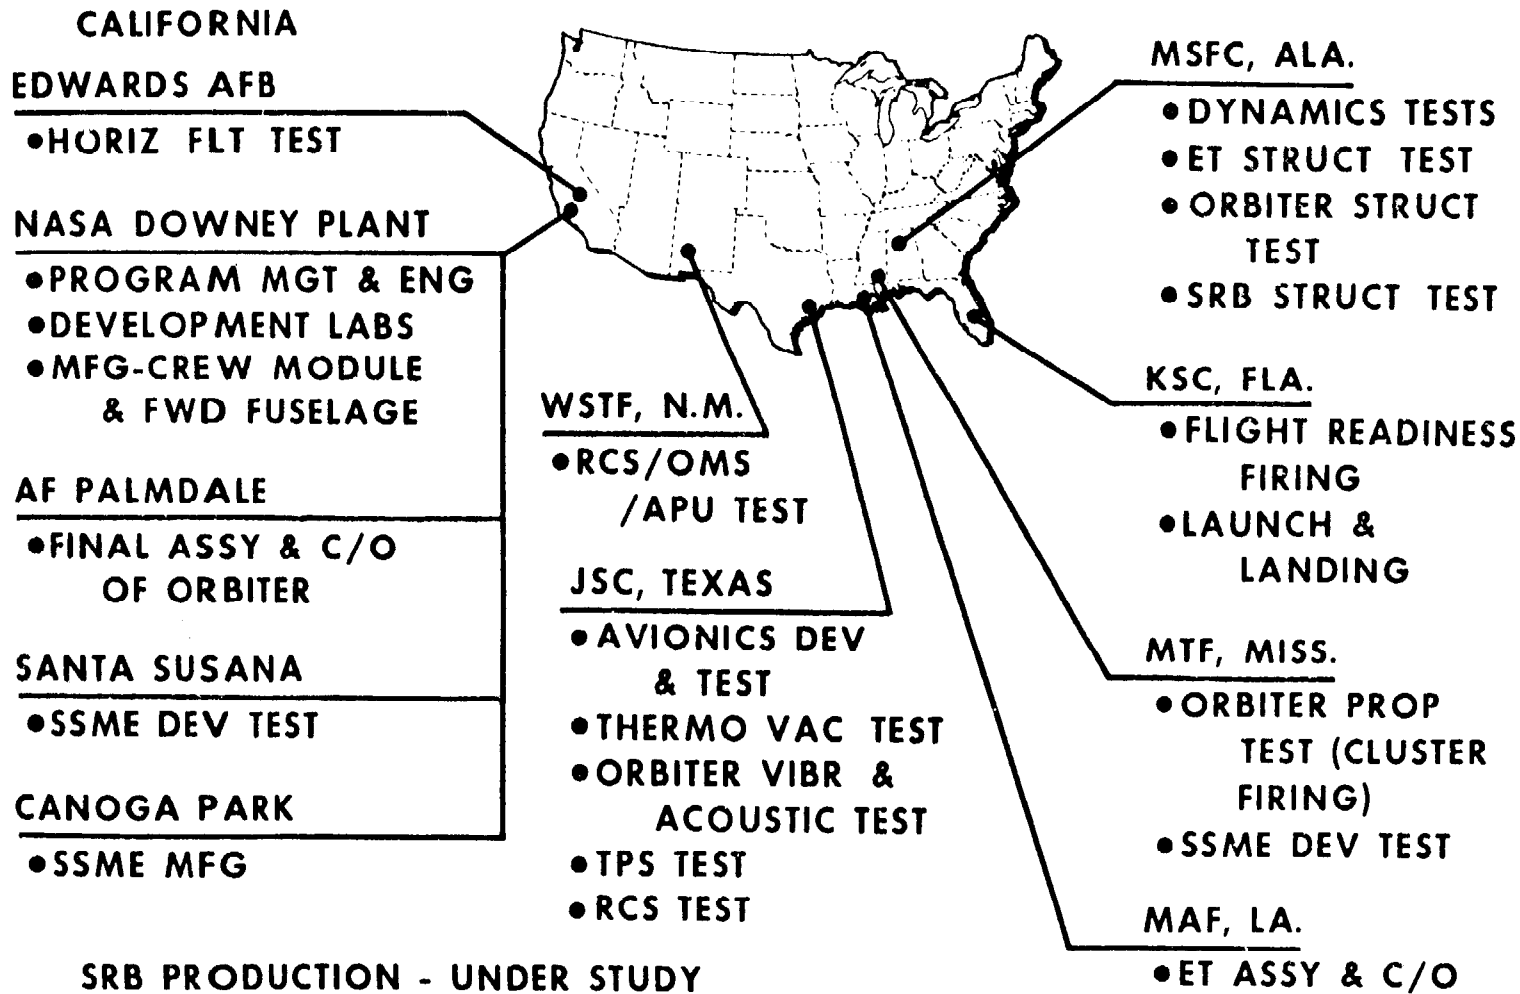 CALIFORNIA
EDWARDS AFB
•HORIZ FLT TEST
NASA DOWNEY PLANT
•PROGRAM MGT & ENG
•DEVELOPMENT LABS
•MFG-CREW MODULE
& FWD FUSELAGE
AF PALMDALE
•FINAL ASSY & C/O
OF ORBITER
SANTA SUSANA
•SSME DEV TEST
CANOGA PARK
•SSME MFG
WSTF, N.M.
•RCS/OMS
/APU TEST
JSC, TEXAS
•AVIONICS DEV
& TEST
•THERMO VAC TEST
•ORBITER VIBR &
ACOUSTIC TEST
•TPS TEST
•RCS TEST
MSFC, ALA.
•DYNAMICS TESTS
•ET STRUCT TEST
•ORBITER STRUCT
TEST
•SRB STRUCT TEST
KSC, FLA.
•FLIGHT READINESS
FIRING
•LAUNCH &
LANDING
MTF, MISS.
•ORBITER PROP
TEST (CLUSTER
FIRING)
•SSME DEV TEST
MAF, LA.
•ET ASSY & C/O
SRB PRODUCTION - UNDER STUDY